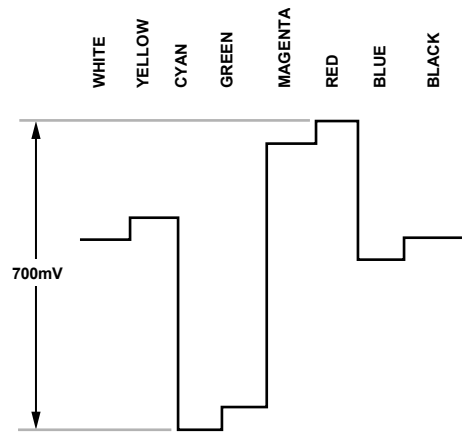 WHITE
YELLOW
CYAN
GREEN
MAGENTA
RED
BLUE
BLACK
700mV